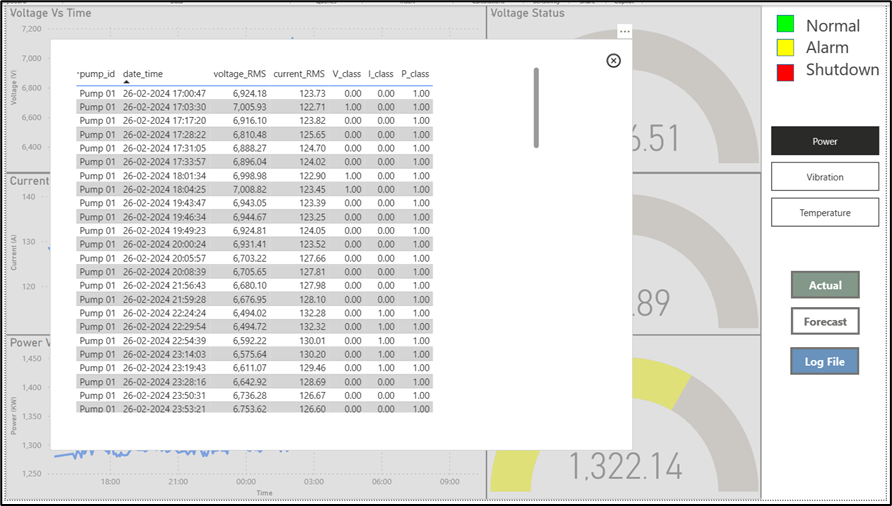 Voltage Vs Time
Voltage Status
7,200
7,000
6,800
6,600
6,400
Voltage (V)
pump_id date_time voltage_RMS current_RMS V_class I_class P_class
Pump 01 26-02-2024 17:00:47 6,924.18 123.73 0.00 0.00 1.00
Pump 01 26-02-2024 17:03:30 7,005.93 122.71 1.00 0.00 1.00
Pump 01 26-02-2024 17:17:20 6,916.10 123.82 0.00 0.00 1.00
Pump 01 26-02-2024 17:28:22 6,810.48 125.65 0.00 0.00 1.00
Pump 01 26-02-2024 17:31:05 6,888.27 124.70 0.00 0.00 1.00
Pump 01 26-02-2024 17:33:57 6,896.04 124.02 0.00 0.00 1.00
Pump 01 26-02-2024 18:01:34 6,998.98 122.90 1.00 0.00 1.00
Pump 01 26-02-2024 18:04:25 7,008.82 123.45 1.00 0.00 1.00
Pump 01 26-02-2024 19:43:47 6,943.05 123.39 0.00 0.00 1.00
Pump 01 26-02-2024 19:46:34 6,944.67 123.25 0.00 0.00 1.00
Pump 01 26-02-2024 19:49:23 6,924.81 124.05 0.00 0.00 1.00
Pump 01 26-02-2024 20:00:24 6,931.41 123.52 0.00 0.00 1.00
Pump 01 26-02-2024 20:05:57 6,703.22 127.66 0.00 0.00 1.00
Pump 01 26-02-2024 20:08:39 6,705.65 127.81 0.00 0.00 1.00
Pump 01 26-02-2024 21:56:43 6,680.10 127.98 0.00 0.00 1.00
Pump 01 26-02-2024 21:59:28 6,676.95 128.10 0.00 0.00 1.00
Pump 01 26-02-2024 22:24:24 6,494.02 132.28 0.00 1.00 1.00
Pump 01 26-02-2024 22:29:54 6,494.72 132.32 0.00 1.00 1.00
Pump 01 26-02-2024 22:54:39 6,592.22 130.01 0.00 1.00 1.00
Pump 01 26-02-2024 23:14:03 6,575.64 130.20 0.00 1.00 1.00
Pump 01 26-02-2024 23:19:43 6,611.07 129.46 0.00 1.00 1.00
Pump 01 26-02-2024 23:28:16 6,642.92 128.69 0.00 1.00 1.00
Pump 01 26-02-2024 23:50:31 6,736.28 126.67 0.00 0.00 1.00
Pump 01 26-02-2024 23:53:21 6,753.62 126.60 0.00 0.00 1.00
6.51
Current
140
130
120
Current (A)
.89
Power V
1,450
1,400
1,350
1,300
1,250
Power (KW)
18:00 21:00 00:00 03:00 06:00 09:00
Time
1,322.14
Normal
Alarm
Shutdown
Power
Vibration
Temperature
Actual
Forecast
Log File